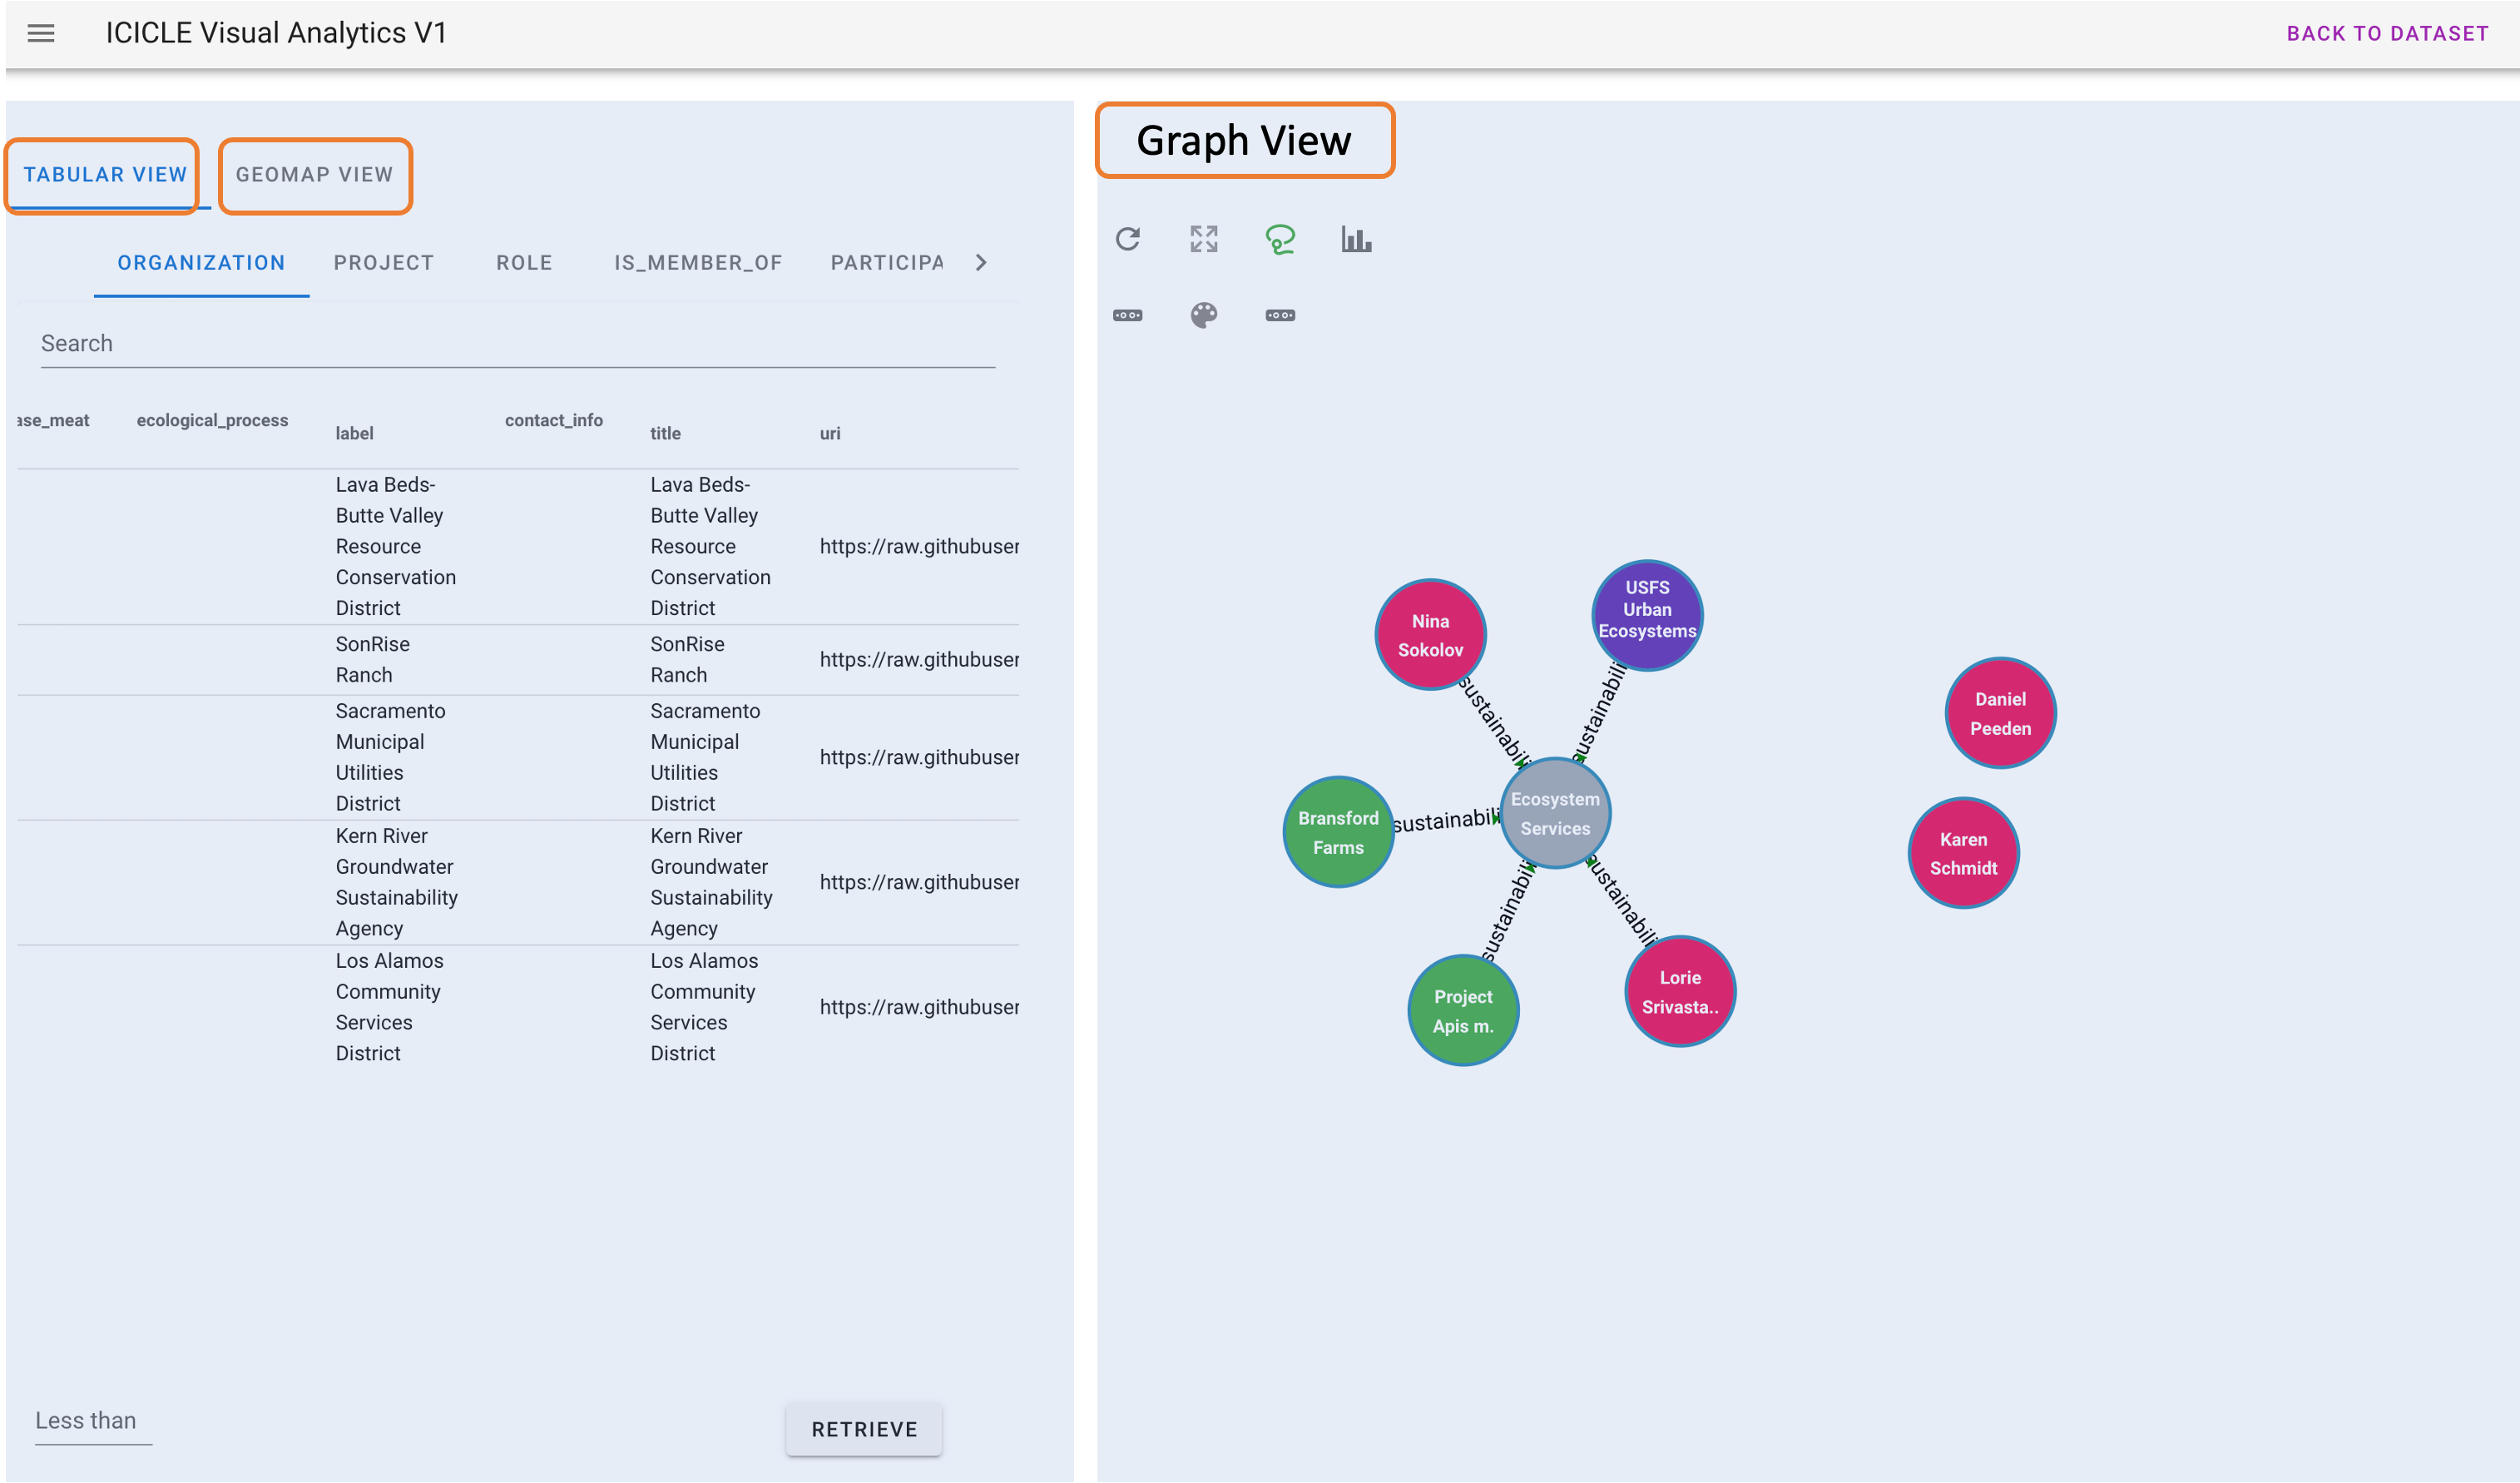 ICICLE Visual Analytics V1
BACK TO DATASET
TABULAR VIEW
GEOMAP VIEW
ORGANIZATION
PROJECT
ROLE
IS_MEMBER_OF
PARTICIPA
Search
ase_meat
ecological_process
label
contact_info
title
uri
Lava Beds-
Butte Valley
Resource
Conservation
District
Lava Beds-
Butte Valley
Resource
Conservation
District
https://raw.githubuser
SonRise
Ranch
SonRise
Ranch
https://raw.githubuser
Sacramento
Municipal
Utilities
District
Sacramento
Municipal
Utilities
District
https://raw.githubuser
Kern River
Groundwater
Sustainability
Agency
Kern River
Groundwater
Sustainability
Agency
https://raw.githubuser
Los Alamos
Community
Services
District
Los Alamos
Community
Services
District
https://raw.githubuser
Less than
RETRIEVE
Graph View
Nina
Sokolov
USFS
Urban
Ecosystems
Daniel
Peeden
sustainabili
sustainabili
Bransford
Farms
sustainabili
Ecosystem
Services
Karen
Schmidt
sustainabili
sustainabili
Project
Apis m.
Lorie
Srivasta..